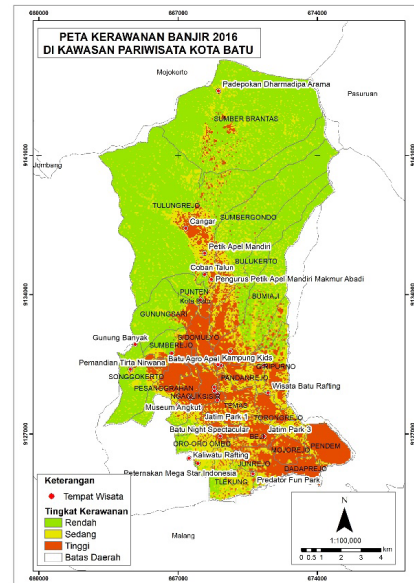 PETA KERAWANAN BANJIR 2016
DI KAWASAN PARIWISATA KOTA BATU
660000
667000
674000
Mojokerto
Padepokan Dharmadipa Arama
Pasuruan
SUMBER BRANTAS
9141000
9141000
Jombang
TULUNGREJO
SUMBERGONDO
Cangar
Petik Apel Mandiri
BULUKERTO
Coban Talun
Pengurus Petik Apel Mandiri Makmur Abadi
9134000
9134000
PUNTEN
Kota Batu
BUMIAJI
GUNUNGSARI
Gunung Banyak
SIDOMULYO
SUMBEREJO
Batu Agro Apel
Kampung Kids
Pemandian Tirta Nirwana
GIRIPURNO
SONGGOKERTO
PANDANREJO
PESANGGRAHAN
Wisata Batu Rafting
NGAGLIK
SISIR
Museum Angkut
TEMAS
Jatim Park 1
TORONGREJO
Batu Night Spectacular
Jatim Park 3
BEJI
9127000
9127000
ORO-ORO OMBO
MOJOREJO
PENDEM
Kaliwatu Rafting
JUNREJO
DADAPREJO
Peternakan Mega Star Indonesia
Predator Fun Park
TLEKUNG
Keterangan
Tempat Wisata
Tingkat Kerawanan
Rendah
Sedang
Tinggi
Batas Daerah
Malang
N
1:100,000
0 0.5 1 2 3 4
km
660000
667000
674000